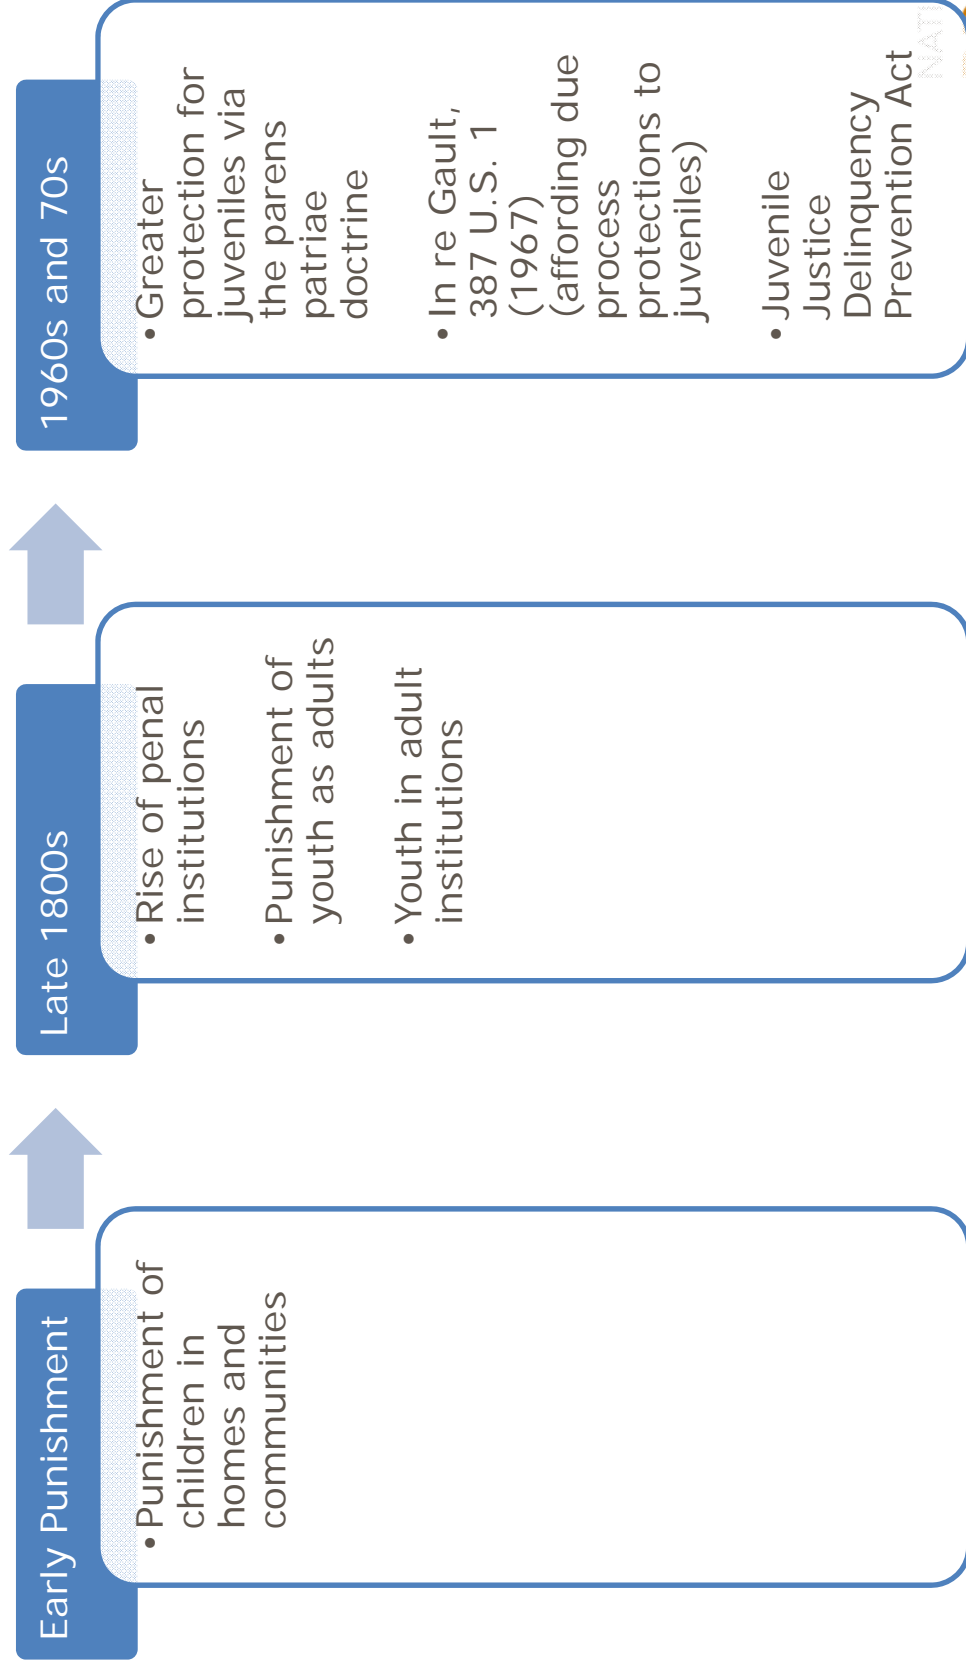 Early Punishment
•Punishment of
children in
homes and
communities
Late 1800s
•Rise of penal
institutions
•Punishment of
youth as adults
•Youth in adult
institutions
1960s and 70s
•Greater
protection for
juveniles via
the parens
patriae
doctrine
•In re Gault,
387 U.S. 1
(1967)
(affording due
process
protections to
juveniles)
•Juvenile
Justice
Delinquency
Prevention Act
NATI